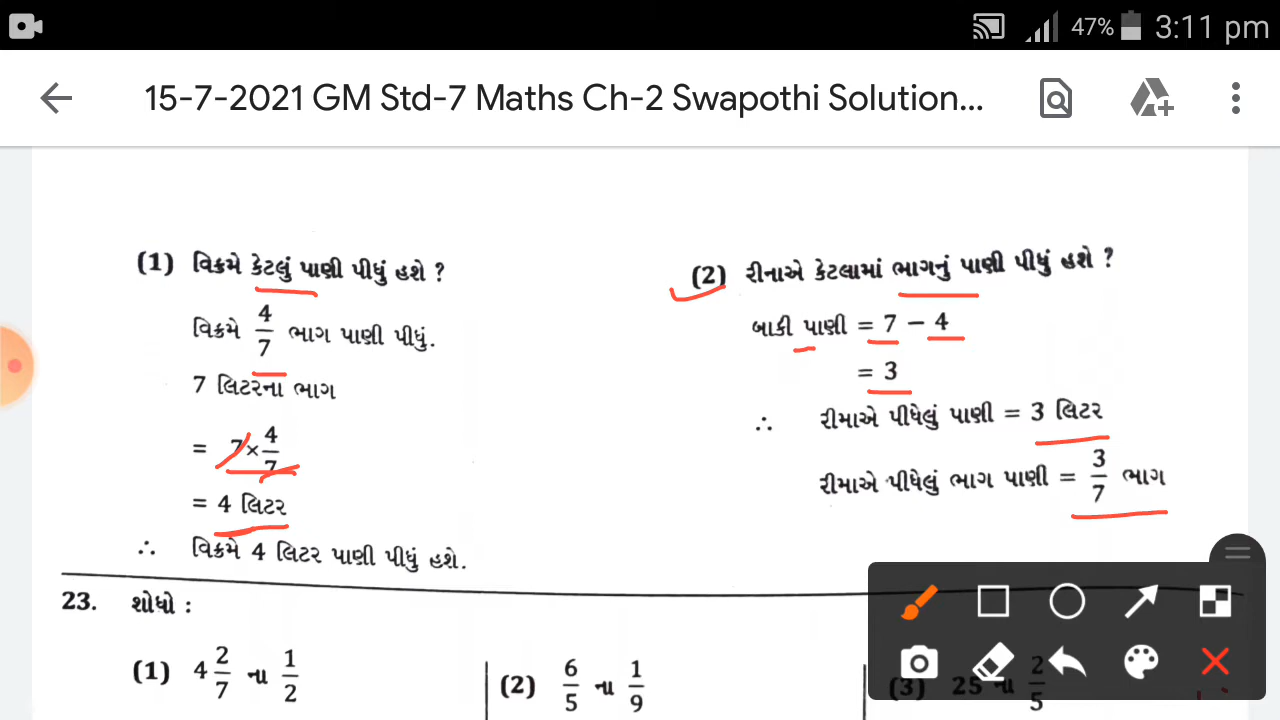 47% 3:11 pm
15-7-2021 GM Std-7 Maths Ch-2 Swapothi Solution...
(1) વિક્રમે કેટલું પાણી પીધું હશે ?
વિક્રમે 4/7 ભાગ પાણી પીધું.
7 લિટરના ભાગ
= 7 × 4/7
= 4 લિટર
∴ વિક્રમે 4 લિટર પાણી પીધું હશે.
(2) રીનાએ કેટલામાં ભાગનું પાણી પીધું હશે ?
બાકી પાણી = 7 – 4
= 3
∴ રીમાએ પીધેલું પાણી = 3 લિટર
રીમાએ પીધેલું ભાગ પાણી = 3/7 ભાગ
23. શોધો :
(1) 4 2/7 ના 1/2
(2) 6/5 ના 1/9
(3) 25 ના 2/5